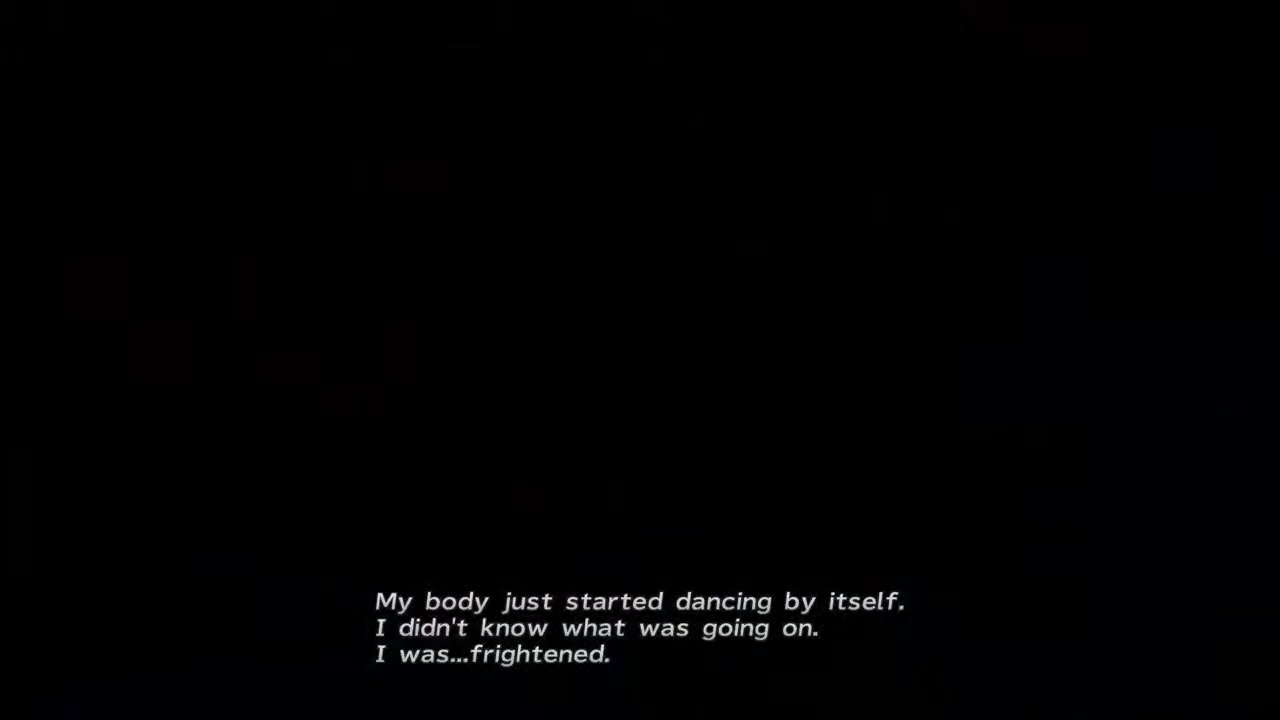 My body just started dancing by itself.
I didn't know what was going on.
I was...frightened.